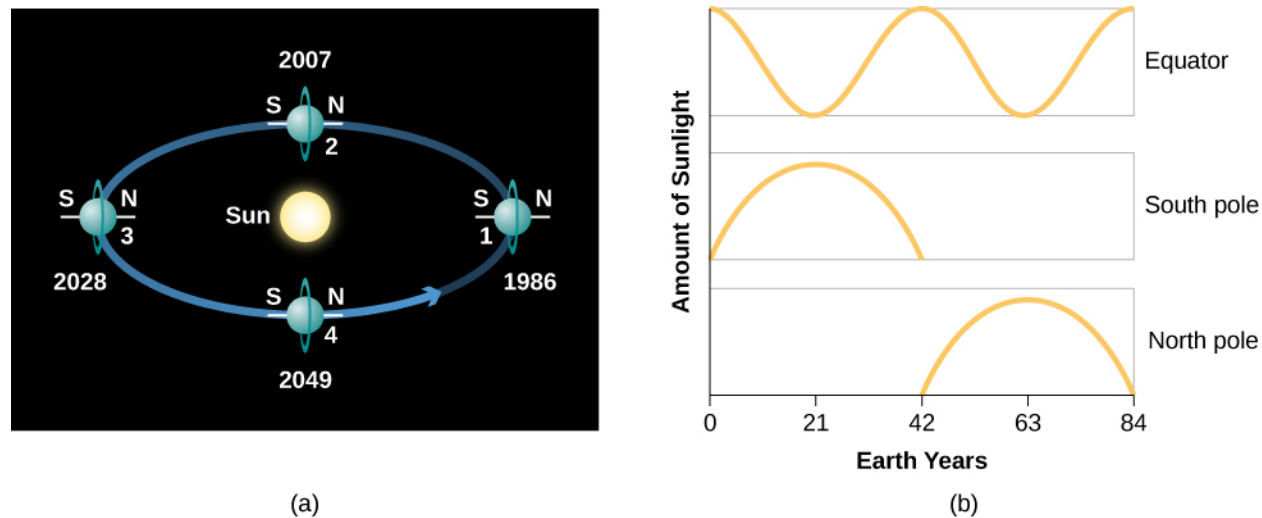 2007
S N
2
S N
3
2028
Sun
S N
1
1986
S N
4
2049
(a)
Amount of Sunlight
Equator
South pole
North pole
0 21 42 63 84
Earth Years
(b)